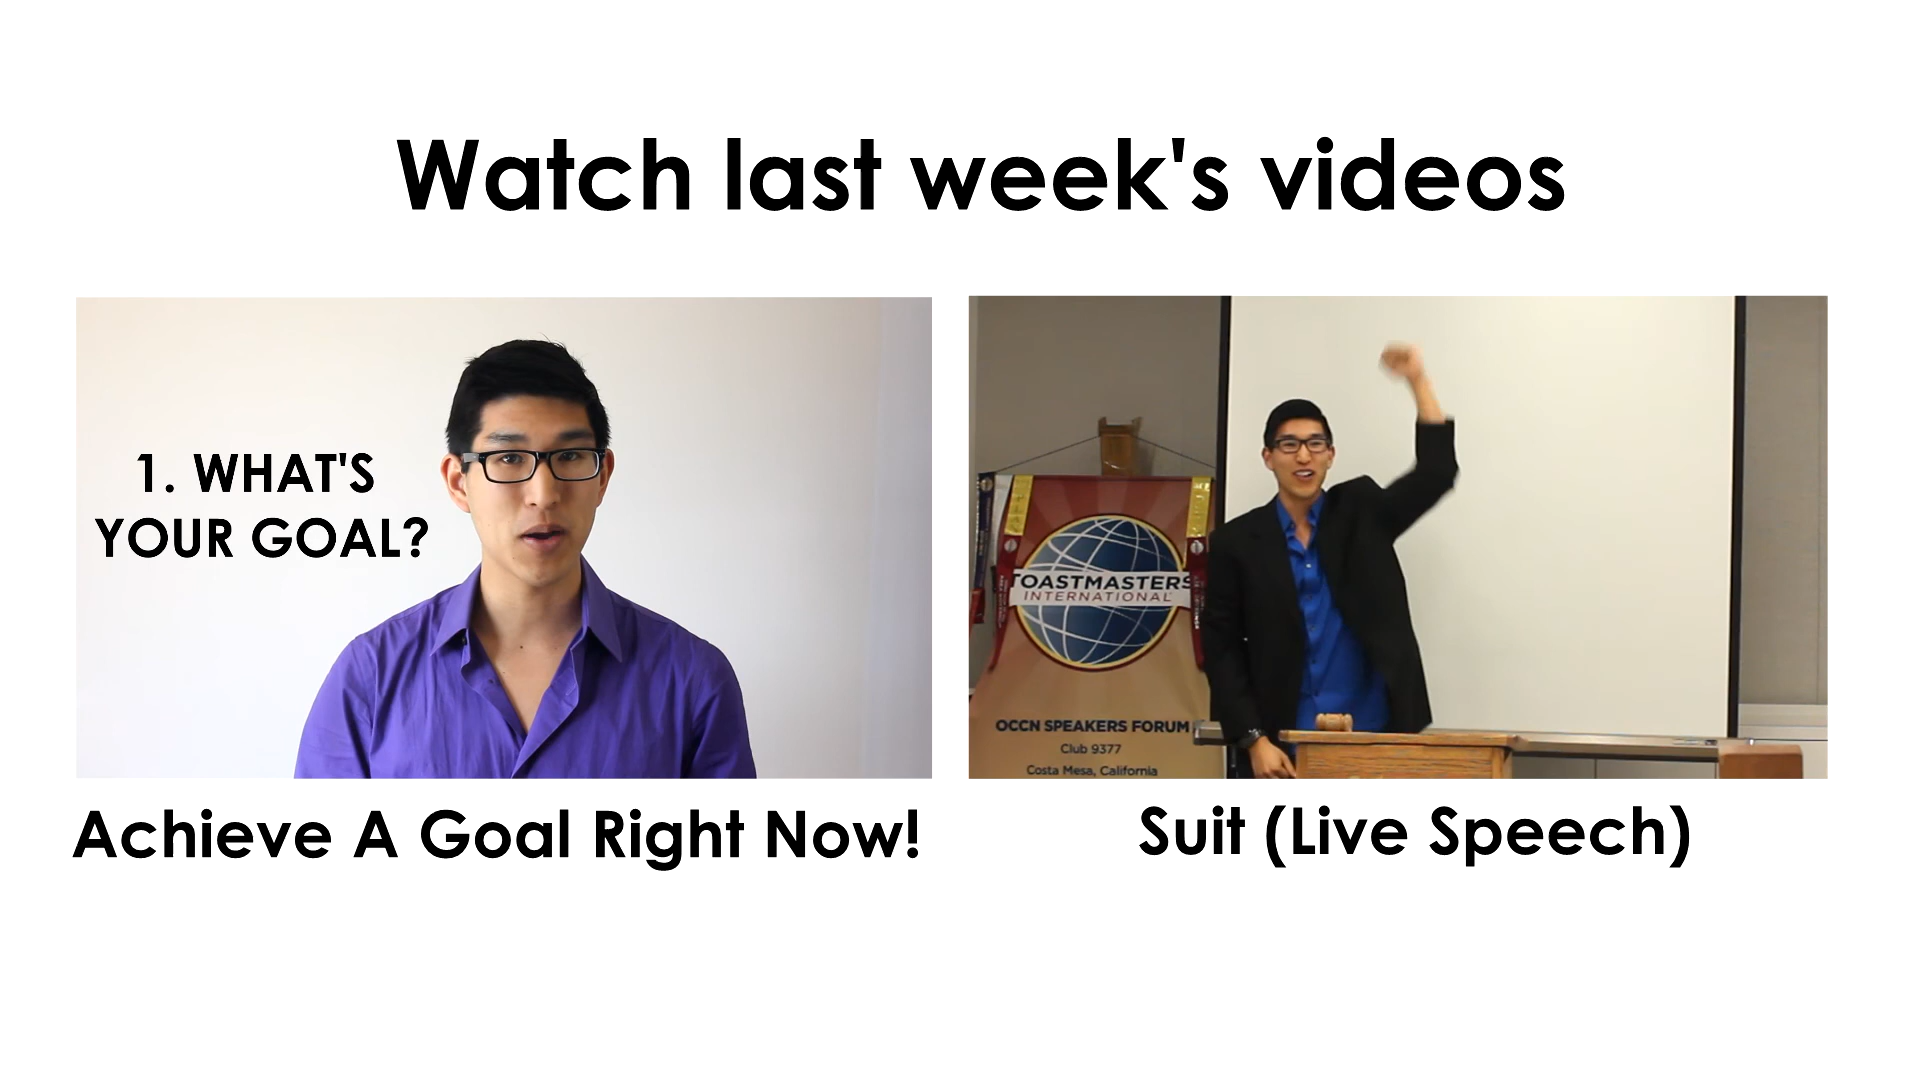 Watch last week's videos
1. WHAT'S
YOUR GOAL?
TOASTMASTERS
INTERNATIONAL
OCCN SPEAKERS FORUM
Club 9377
Costa Mesa, California
Achieve A Goal Right Now!
Suit (Live Speech)